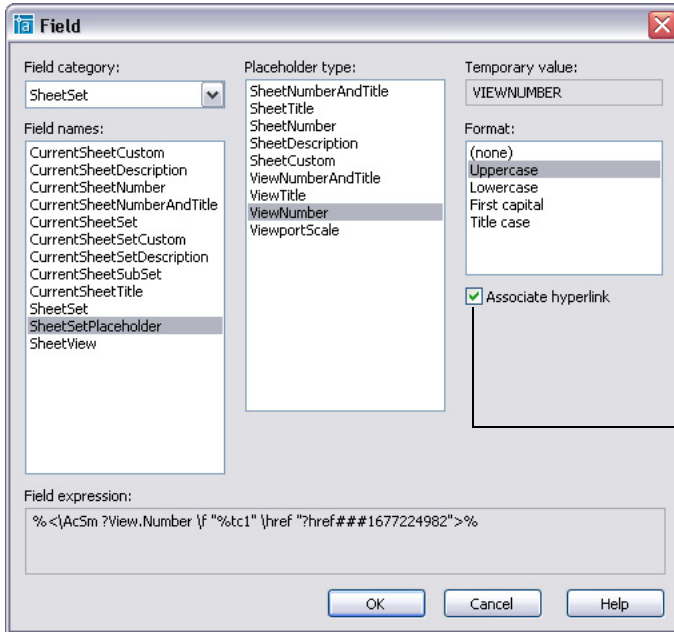 Field
Field category:
SheetSet
Field names:
CurrentSheetCustom
CurrentSheetDescription
CurrentSheetNumber
CurrentSheetNumberAndTitle
CurrentSheetSet
CurrentSheetSetCustom
CurrentSheetSetDescription
CurrentSheetSubSet
CurrentSheetTitle
SheetSet
SheetSetPlaceholder
SheetView
Placeholder type:
SheetNumberAndTitle
SheetTitle
SheetNumber
SheetDescription
SheetCustom
ViewNumberAndTitle
ViewTitle
ViewNumber
ViewportScale
Temporary value:
VIEWNUMBER
Format:
(none)
Uppercase
Lowercase
First capital
Title case
Associate hyperlink
Field expression:
%<\AcSm ?View.Number \f "%tc1" \href "?href###1677224982">%
OK
Cancel
Help